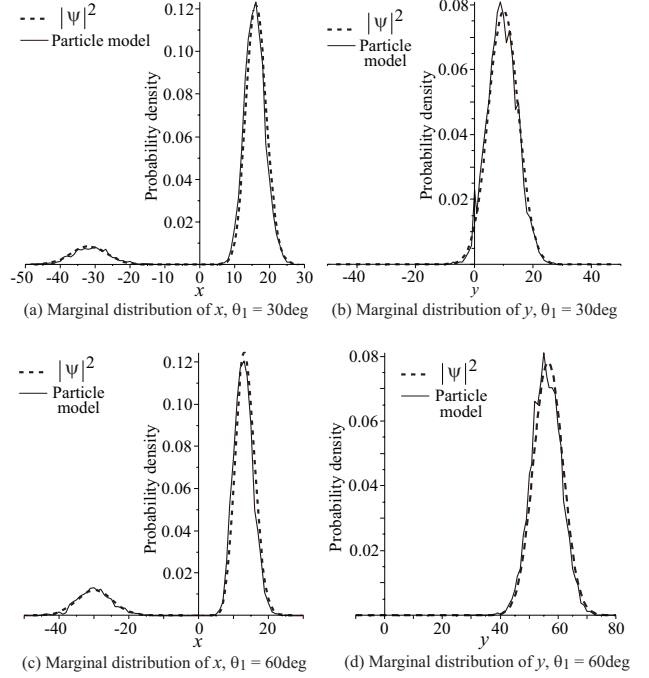 |ψ|²
Particle model
Probability density
0.12
0.10
0.08
0.06
0.04
0.02
-50 -40 -30 -20 -10 0 10 20 30
x
(a) Marginal distribution of x, θ1 = 30deg
|ψ|²
Particle
model
Probability density
0.08
0.06
0.04
0.02
-40 -20 0 20 40
y
(b) Marginal distribution of y, θ1 = 30deg
|ψ|²
Particle
model
Probability density
0.12
0.10
0.08
0.06
0.04
0.02
-40 -20 0 20
x
(c) Marginal distribution of x, θ1 = 60deg
|ψ|²
Particle
model
Probability density
0.08
0.06
0.04
0.02
0 20 40 60 80
y
(d) Marginal distribution of y, θ1 = 60deg